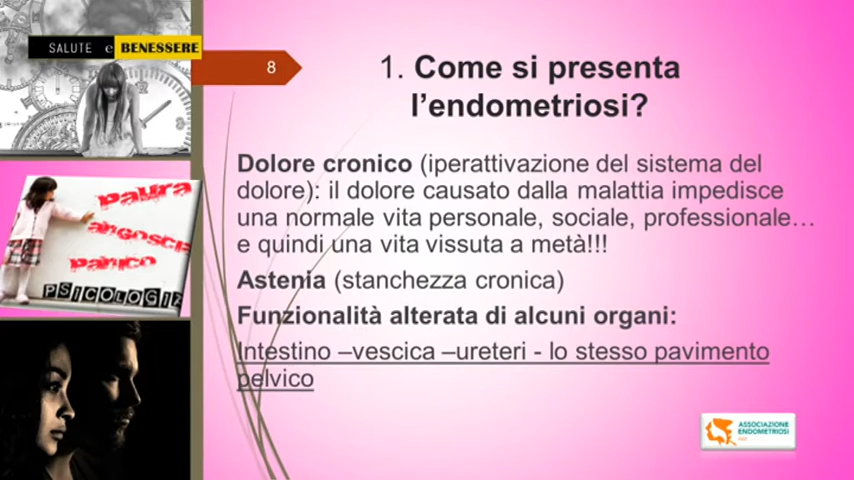 SALUTE e BENESSERE
8
1. Come si presenta
l'endometriosi?
Dolore cronico (iperattivazione del sistema del
dolore): il dolore causato dalla malattia impedisce
una normale vita personale, sociale, professionale…
e quindi una vita vissuta a metà!!!
Astenia (stanchezza cronica)
Funzionalità alterata di alcuni organi:
Intestino –vescica –ureteri - lo stesso pavimento
pelvico
paura
angoscia
panico
PSICOLOGIA
ASSOCIAZIONE
ENDOMETRIOSI